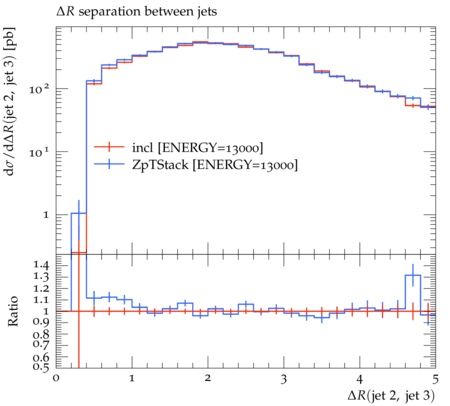 ΔR separation between jets
dσ/dΔR(jet 2, jet 3) [pb]
10²
10¹
1
incl [ENERGY=13000]
ZpTStack [ENERGY=13000]
Ratio
1.4
1.3
1.2
1.1
1
0.9
0.8
0.7
0.6
0.5
0 1 2 3 4 5
ΔR(jet 2, jet 3)